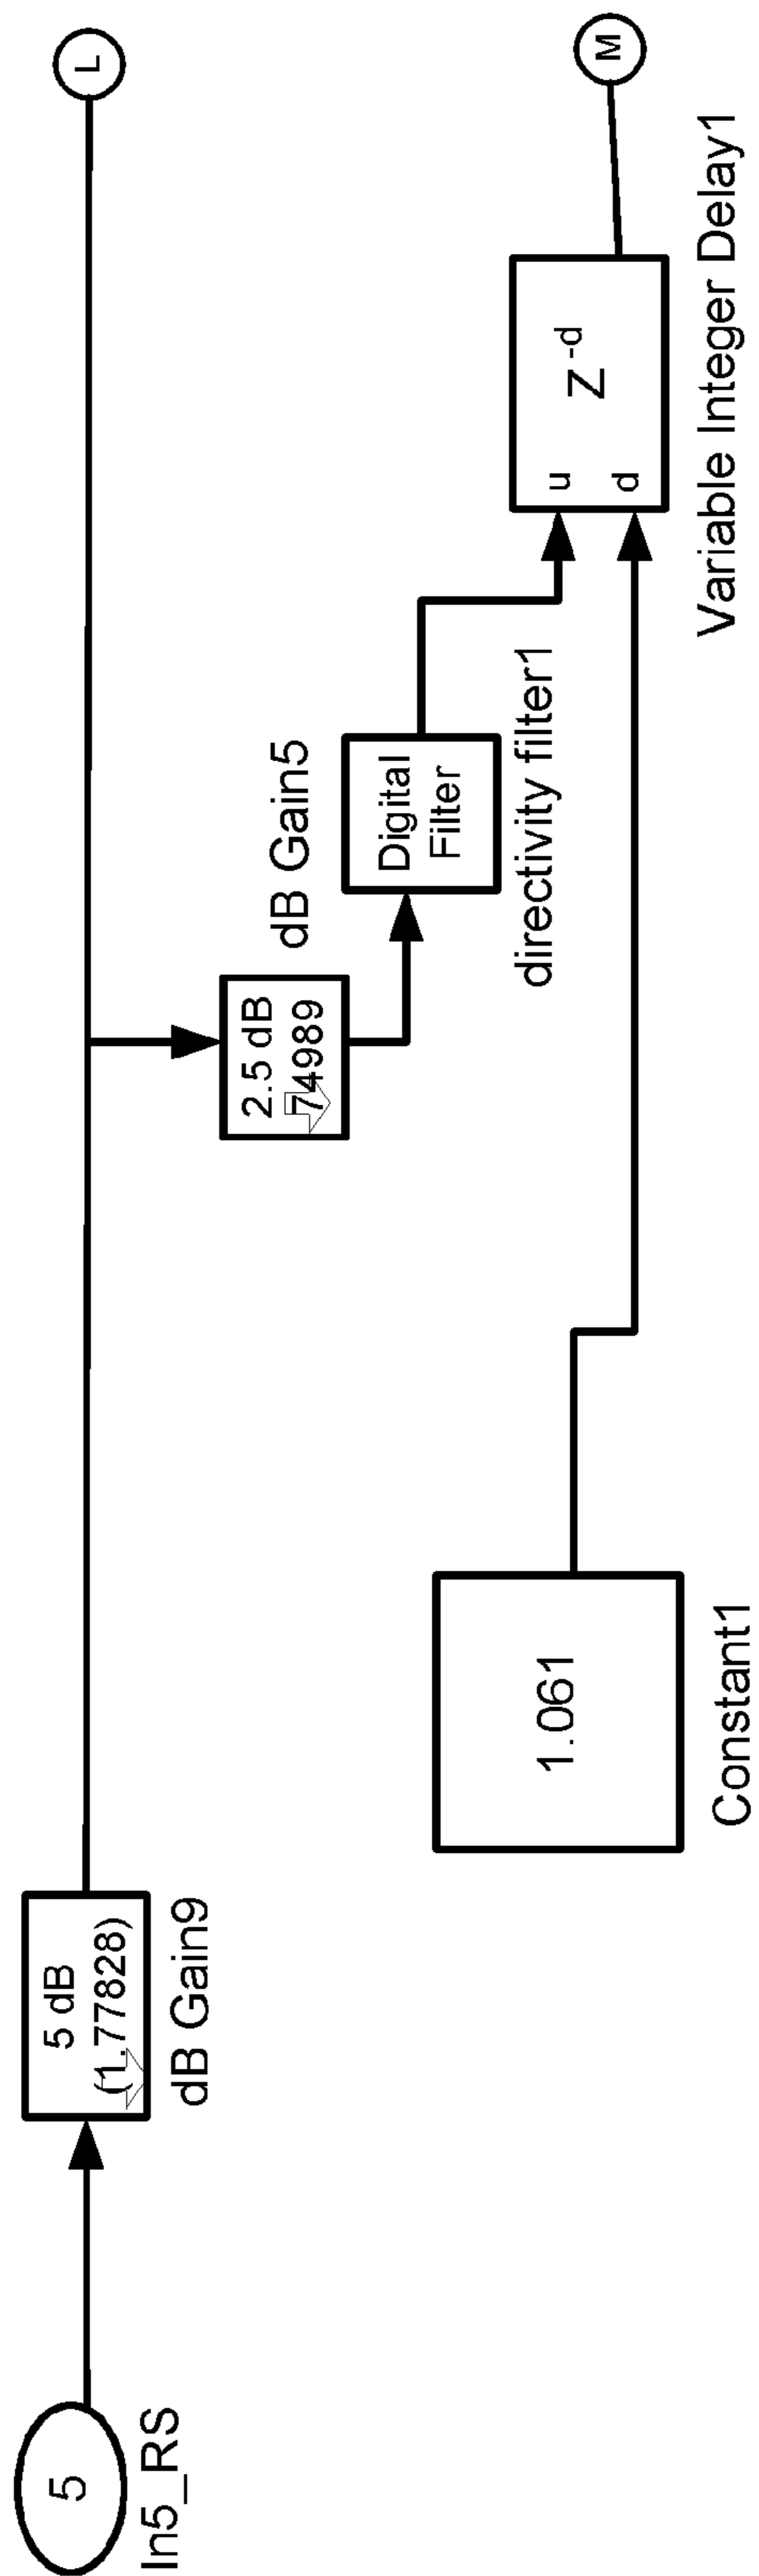 5
In5_RS
5 dB
(1.77828)
dB Gain9
L
2.5 dB
74989
dB Gain5
Digital
Filter
directivity filter1
1.061
Constant1
u
d
Z-d
Variable Integer Delay1
M